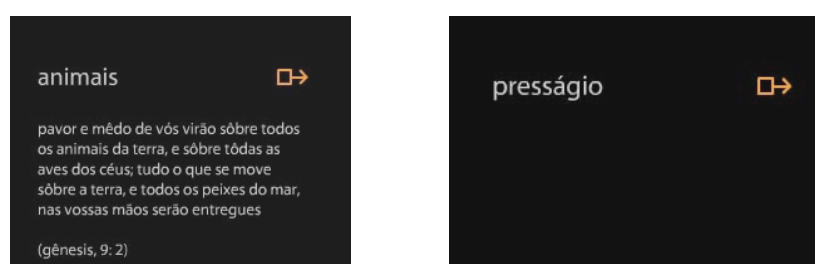 animais
pavor e mêdo de vós virão sôbre todos
os animais da terra, e sôbre tôdas as
aves dos céus; tudo o que se move
sôbre a terra, e todos os peixes do mar,
nas vossas mãos serão entregues
(gênesis, 9: 2)
presságio